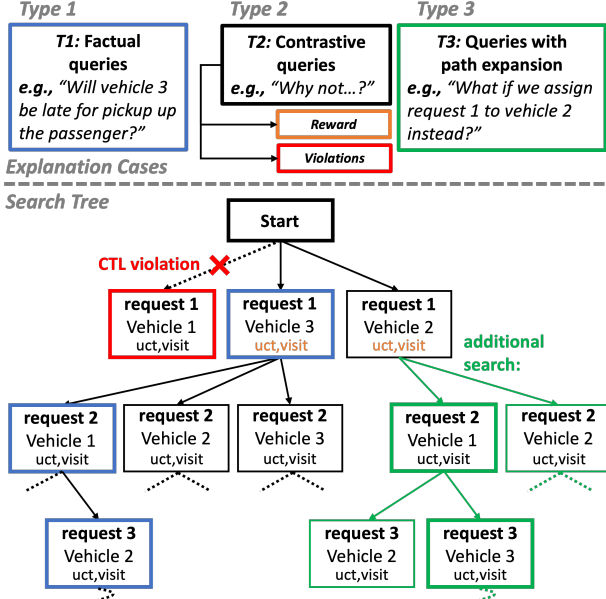 Type 1
Type 2
Type 3
T1: Factual
queries
e.g., “Will vehicle 3
be late for pickup up
the passenger?”
T2: Contrastive
queries
e.g., “Why not…?”
Reward
Violations
T3: Queries with
path expansion
e.g., “What if we assign
request 1 to vehicle 2
instead?”
Explanation Cases
Search Tree
Start
CTL violation
request 1
Vehicle 1
uct,visit
request 1
Vehicle 3
uct,visit
request 1
Vehicle 2
uct,visit
additional
search:
request 2
Vehicle 1
uct,visit
request 2
Vehicle 2
uct,visit
request 2
Vehicle 3
uct,visit
request 2
Vehicle 1
uct,visit
request 2
Vehicle 2
uct,visit
request 3
Vehicle 2
uct,visit
request 3
Vehicle 2
uct,visit
request 3
Vehicle 3
uct,visit